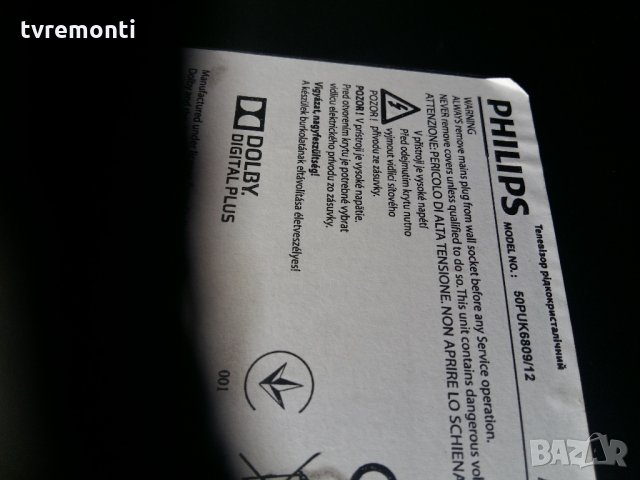 tvremonti
PHILIPS
Телевізор рідкокристалічний
MODEL NO.: 50PUK6809/12
WARNING
ALWAYS remove mains plug from wall socket before any Service operation.
NEVER remove covers unless qualified to do so. This unit contains dangerous vol
ATTENZIONE: PERICOLO DI ALTA TENSIONE. NON APRIRE LO SCHIENA
V přístroji je vysoké napětí
Před odejmutím krytu nutno
vyjmout vidlici síťového
POZOR! přívodu ze zásuvky.
POZOR! V prístroji je vysoké napätie.
Pred otvorením krytu je potrebné vybrat
vidlicu elektrického prívodu zo zásuvky.
Vigyázat, nagyfeszültség!
A készülek burkolatának eltávolítása életveszélyes!
DOLBY.
DIGITAL PLUS
Manufactured under
001
BAZAR